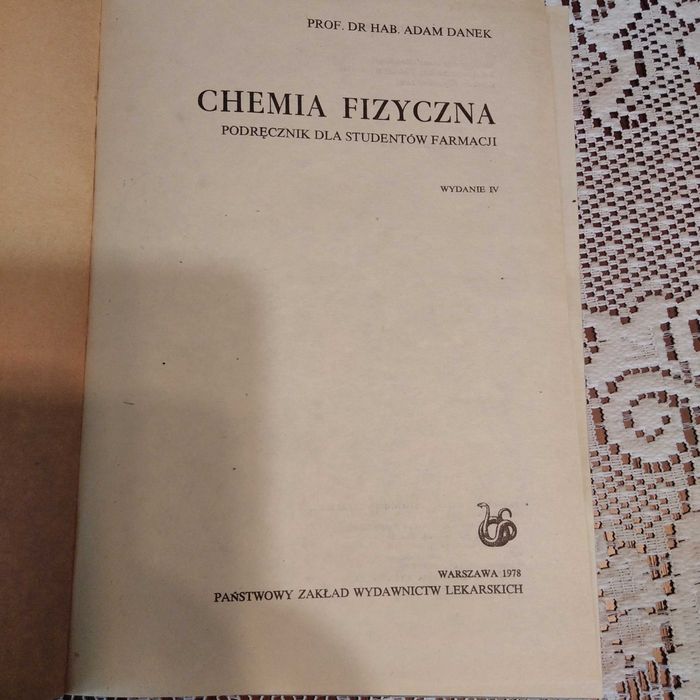 PROF. DR HAB. ADAM DANEK
CHEMIA FIZYCZNA
PODRĘCZNIK DLA STUDENTÓW FARMACJI
WYDANIE IV
WARSZAWA 1978
PAŃSTWOWY ZAKŁAD WYDAWNICTW LEKARSKICH